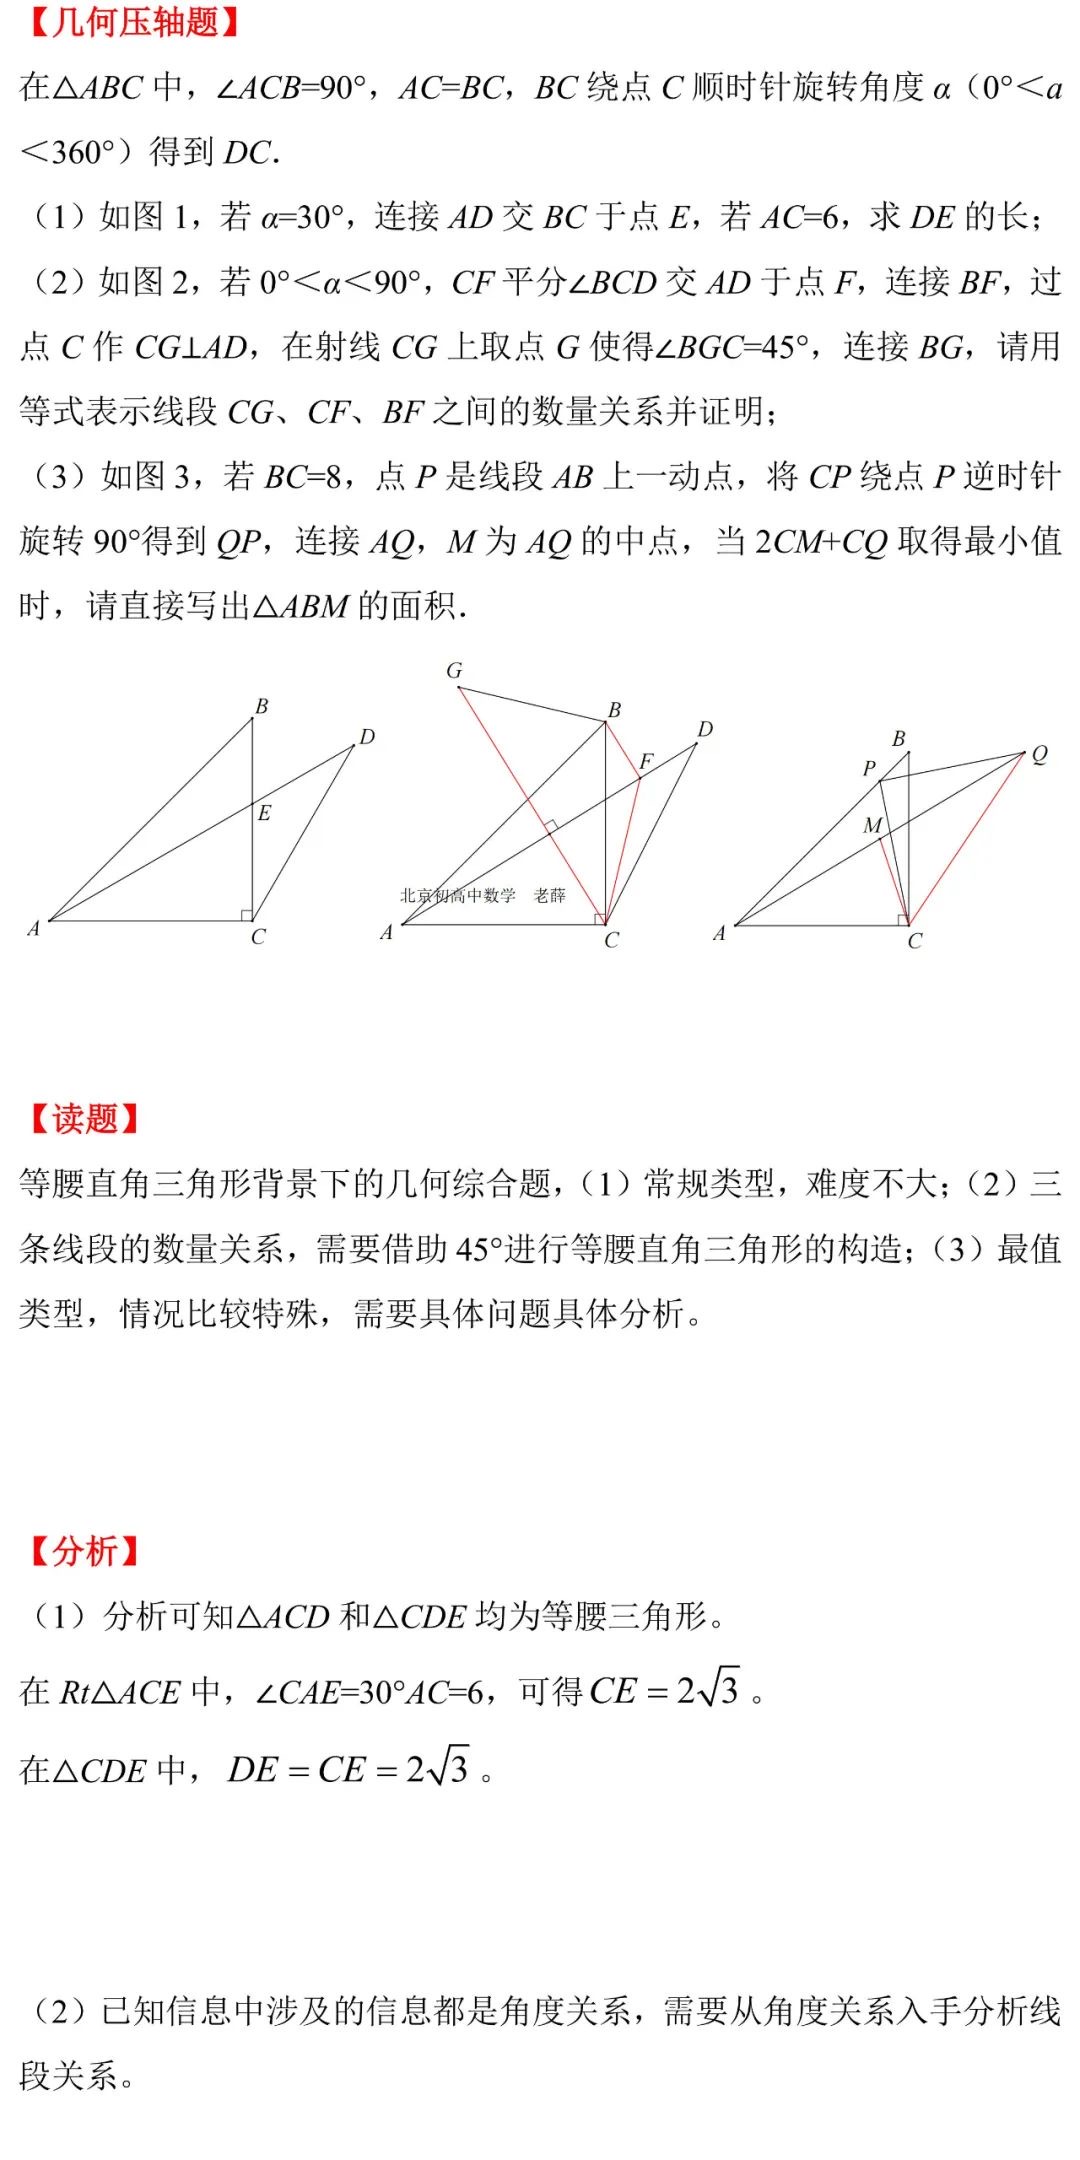 【几何压轴题】
在△ABC 中，∠ACB=90°，AC=BC，BC 绕点 C 顺时针旋转角度 α（0°＜a
＜360°）得到 DC．
（1）如图 1，若 α=30°，连接 AD 交 BC 于点 E，若 AC=6，求 DE 的长；
（2）如图 2，若 0°＜α＜90°，CF 平分∠BCD 交 AD 于点 F，连接 BF，过
点 C 作 CG⊥AD，在射线 CG 上取点 G 使得∠BGC=45°，连接 BG，请用
等式表示线段 CG、CF、BF 之间的数量关系并证明；
（3）如图 3，若 BC=8，点 P 是线段 AB 上一动点，将 CP 绕点 P 逆时针
旋转 90°得到 QP，连接 AQ，M 为 AQ 的中点，当 2CM+CQ 取得最小值
时，请直接写出△ABM 的面积．
B
D
E
A
C
G
B
D
F
北京初高中数学 老薛
A
C
B
Q
P
M
A
C
【读题】
等腰直角三角形背景下的几何综合题，（1）常规类型，难度不大；（2）三
条线段的数量关系，需要借助 45°进行等腰直角三角形的构造；（3）最值
类型，情况比较特殊，需要具体问题具体分析。
【分析】
（1）分析可知△ACD 和△CDE 均为等腰三角形。
在 Rt△ACE 中，∠CAE=30°AC=6，可得 CE = 2√3 。
在△CDE 中， DE = CE = 2√3 。
（2）已知信息中涉及的信息都是角度关系，需要从角度关系入手分析线
段关系。